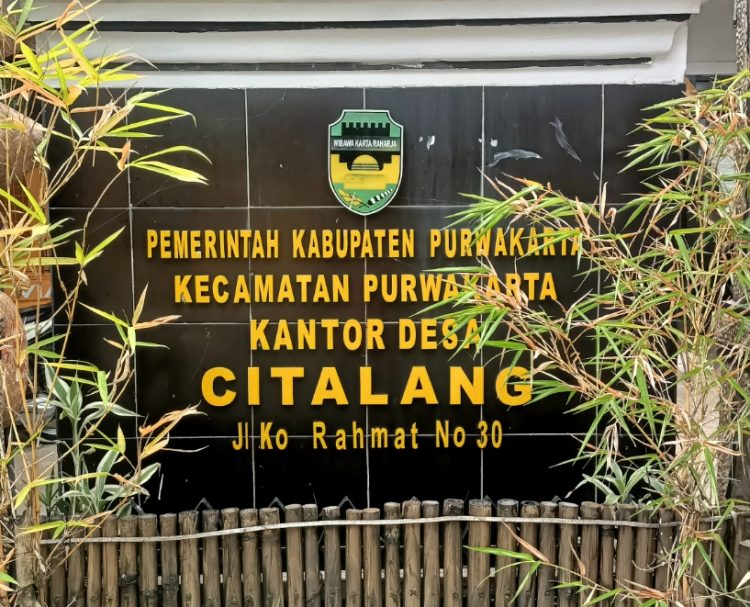 WIBAWA KARTA RAHARJA
PEMERINTAH KABUPATEN PURWAKARTA
KECAMATAN PURWAKARTA
KANTOR DESA
CITALANG
Jl Ko Rahmat No 30